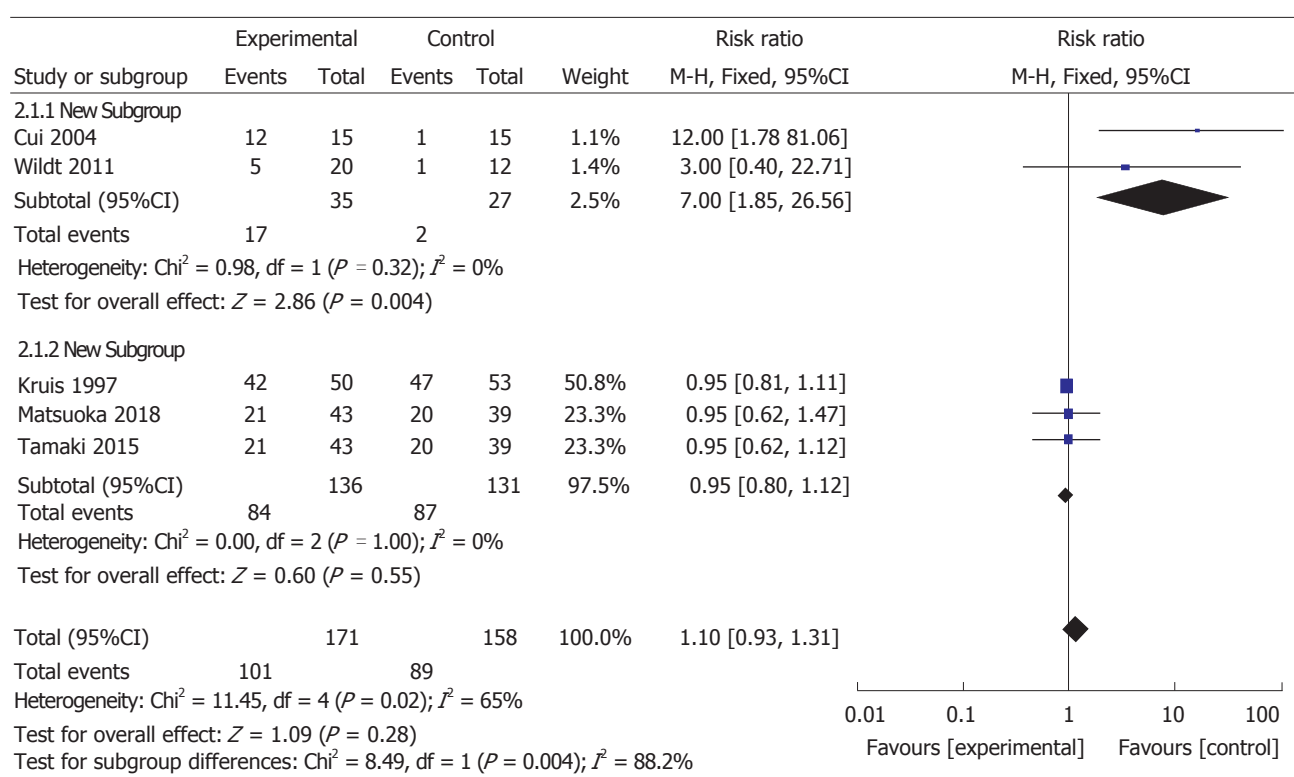 Experimental Control Risk ratio Risk ratio
Study or subgroup Events Total Events Total Weight M-H, Fixed, 95%CI M-H, Fixed, 95%CI
2.1.1 New Subgroup
Cui 2004 12 15 1 15 1.1% 12.00 [1.78 81.06]
Wildt 2011 5 20 1 12 1.4% 3.00 [0.40, 22.71]
Subtotal (95%CI) 35 27 2.5% 7.00 [1.85, 26.56]
Total events 17 2
Heterogeneity: Chi² = 0.98, df = 1 (P = 0.32); I² = 0%
Test for overall effect: Z = 2.86 (P = 0.004)
2.1.2 New Subgroup
Kruis 1997 42 50 47 53 50.8% 0.95 [0.81, 1.11]
Matsuoka 2018 21 43 20 39 23.3% 0.95 [0.62, 1.47]
Tamaki 2015 21 43 20 39 23.3% 0.95 [0.62, 1.12]
Subtotal (95%CI) 136 131 97.5% 0.95 [0.80, 1.12]
Total events 84 87
Heterogeneity: Chi² = 0.00, df = 2 (P = 1.00); I² = 0%
Test for overall effect: Z = 0.60 (P = 0.55)
Total (95%CI) 171 158 100.0% 1.10 [0.93, 1.31]
Total events 101 89
Heterogeneity: Chi² = 11.45, df = 4 (P = 0.02); I² = 65%
Test for overall effect: Z = 1.09 (P = 0.28)
Test for subgroup differences: Chi² = 8.49, df = 1 (P = 0.004); I² = 88.2%
0.01 0.1 1 10 100
Favours [experimental] Favours [control]